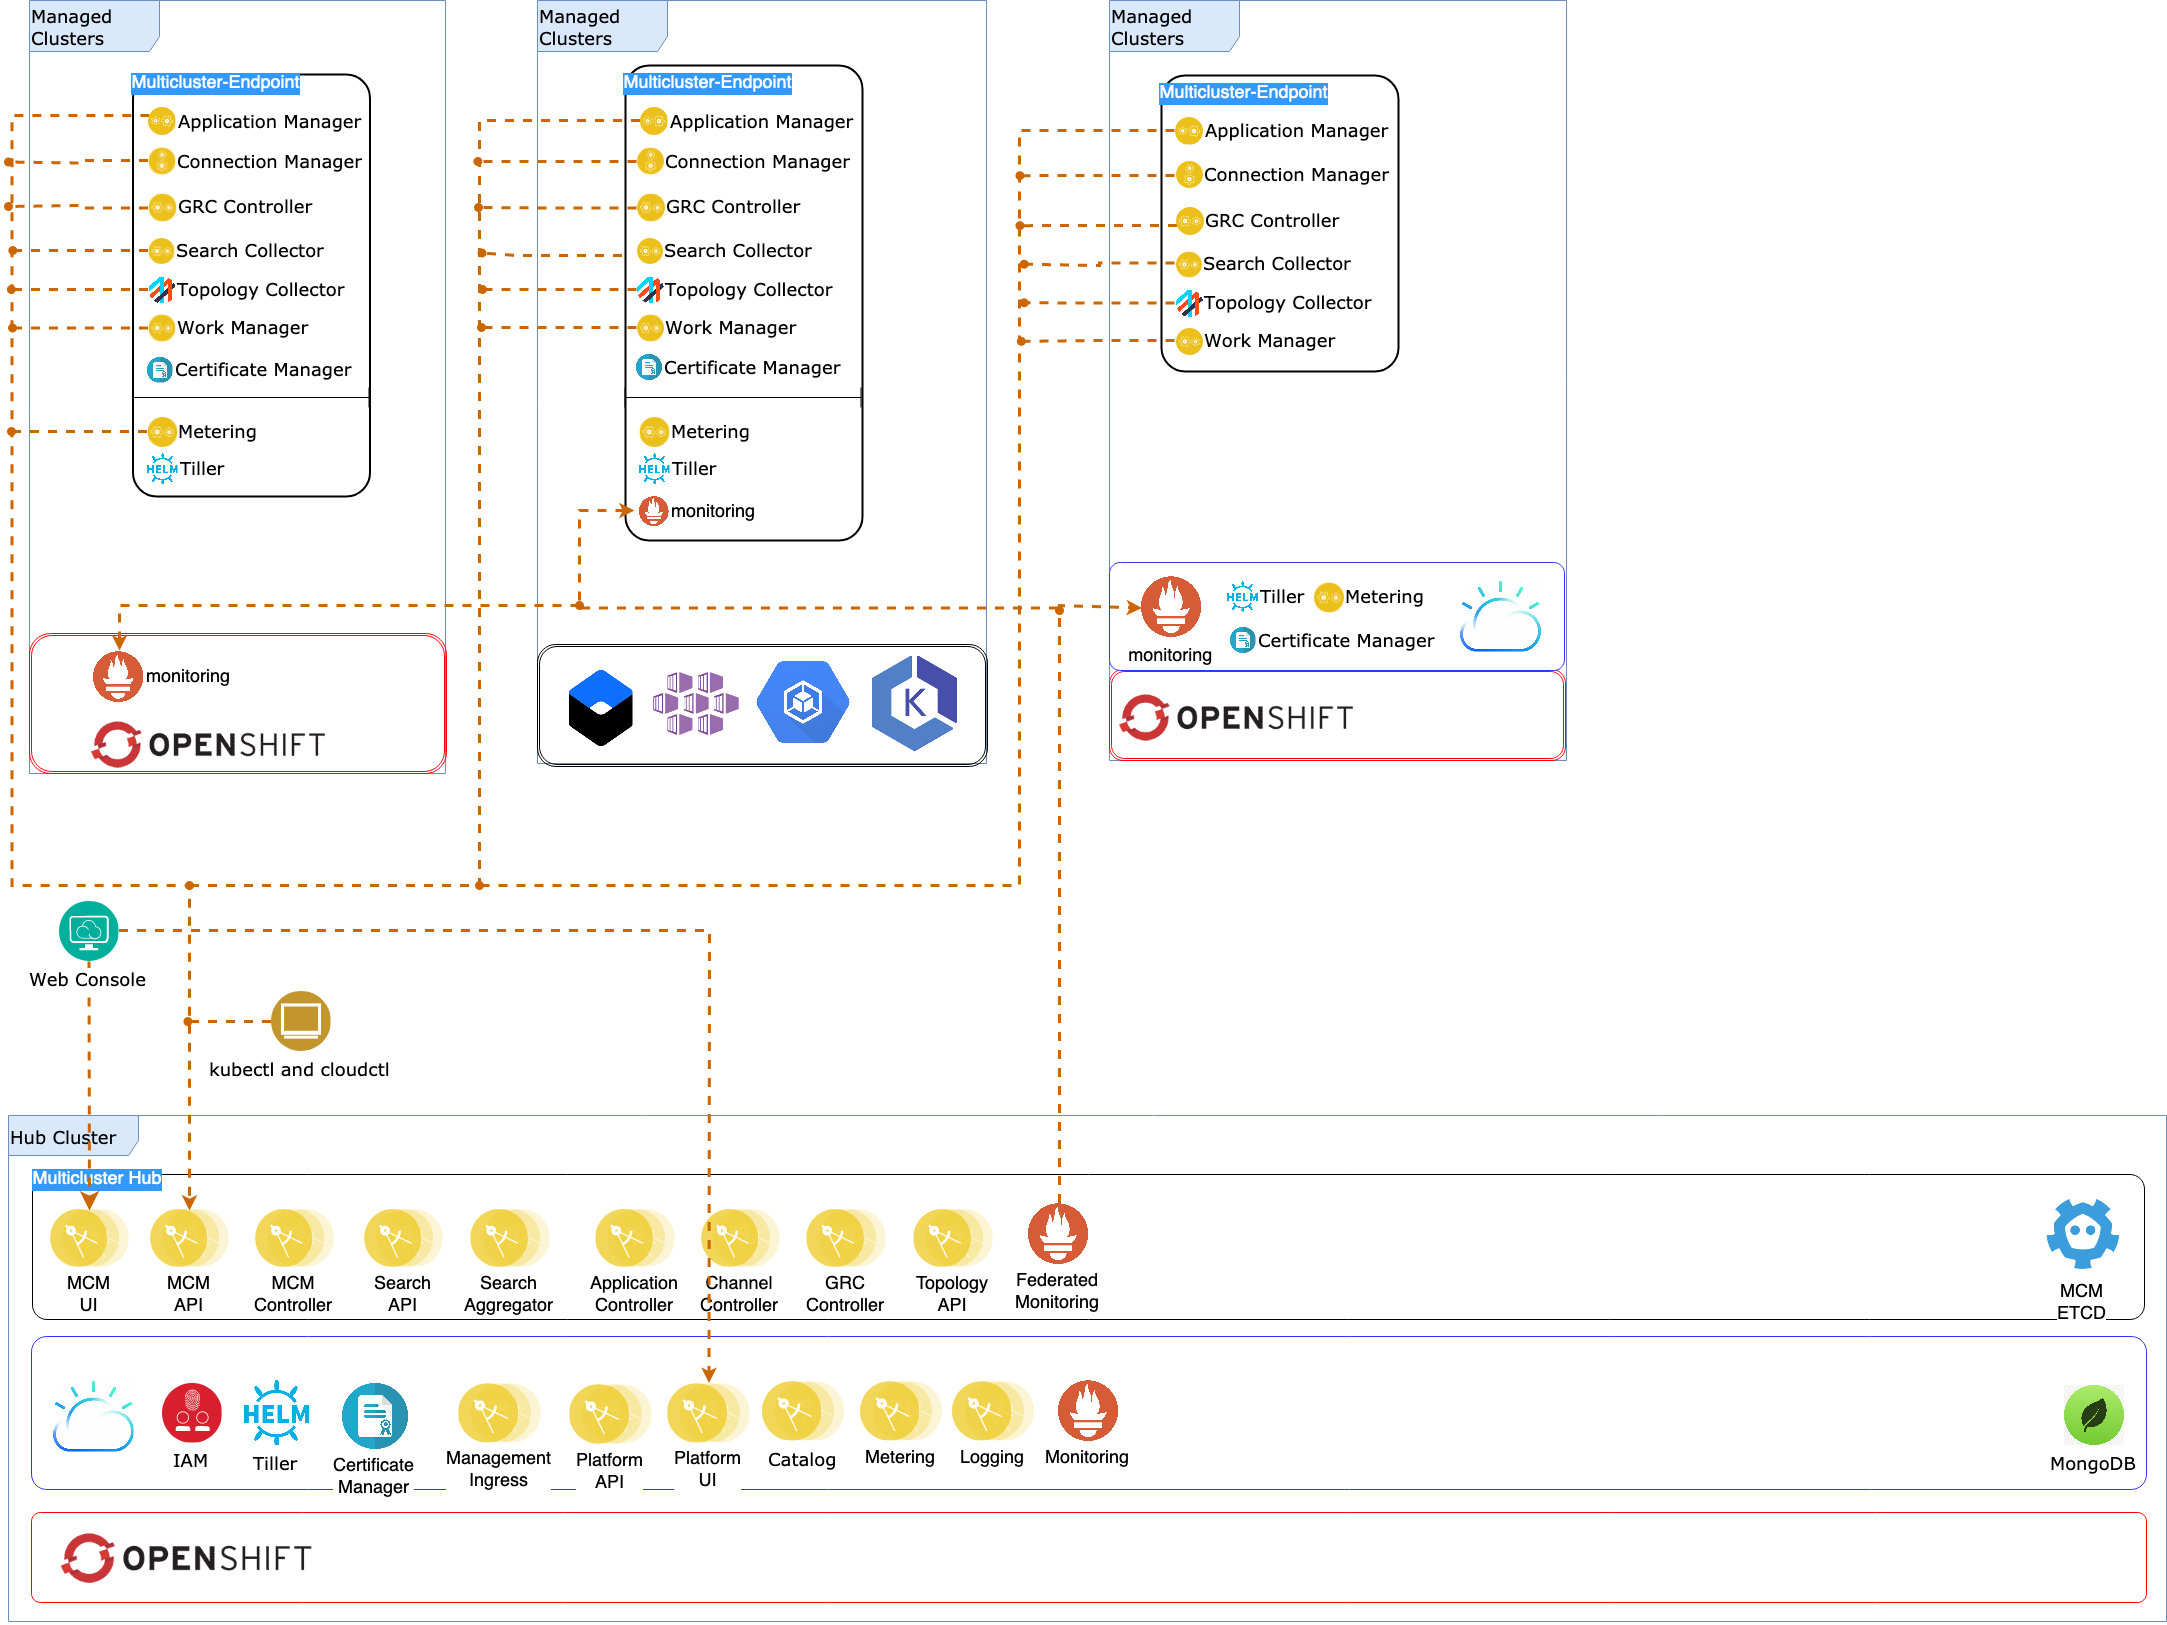 Managed
Clusters
Multicluster-Endpoint
Application Manager
Connection Manager
GRC Controller
Search Collector
Topology Collector
Work Manager
Certificate Manager
Metering
HELM Tiller
monitoring
OPENSHIFT
Managed
Clusters
Multicluster-Endpoint
Application Manager
Connection Manager
GRC Controller
Search Collector
Topology Collector
Work Manager
Certificate Manager
Metering
HELM Tiller
monitoring
K
Managed
Clusters
Multicluster-Endpoint
Application Manager
Connection Manager
GRC Controller
Search Collector
Topology Collector
Work Manager
monitoring
HELM Tiller
Metering
Certificate Manager
OPENSHIFT
Web Console
kubectl and cloudctl
Hub Cluster
Multicluster Hub
MCM
UI
MCM
API
MCM
Controller
Search
API
Search
Aggregator
Application
Controller
Channel
Controller
GRC
Controller
Topology
API
Federated
Monitoring
MCM
ETCD
IAM
HELM
Tiller
Certificate
Manager
Management
Ingress
Platform
API
Platform
UI
Catalog
Metering
Logging
Monitoring
MongoDB
OPENSHIFT